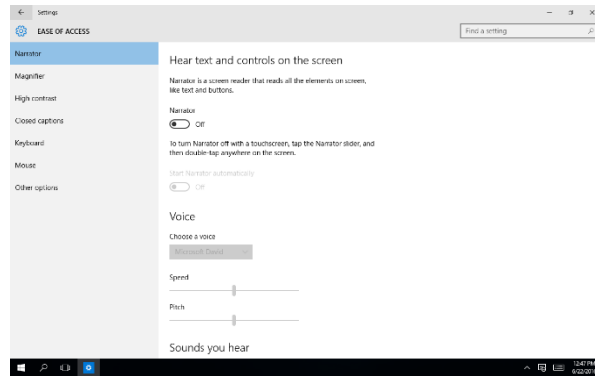 Settings
EASE OF ACCESS
Find a setting
Narrator
Magnifier
High contrast
Closed captions
Keyboard
Mouse
Other options
Hear text and controls on the screen
Narrator is a screen reader that reads all the elements on screen,
like text and buttons.
Narrator
Off
To turn Narrator off with a touchscreen, tap the Narrator slider, and
then double-tap anywhere on the screen.
Start Narrator automatically
Off
Voice
Choose a voice
Microsoft David
Speed
Pitch
Sounds you hear
12:47 PM